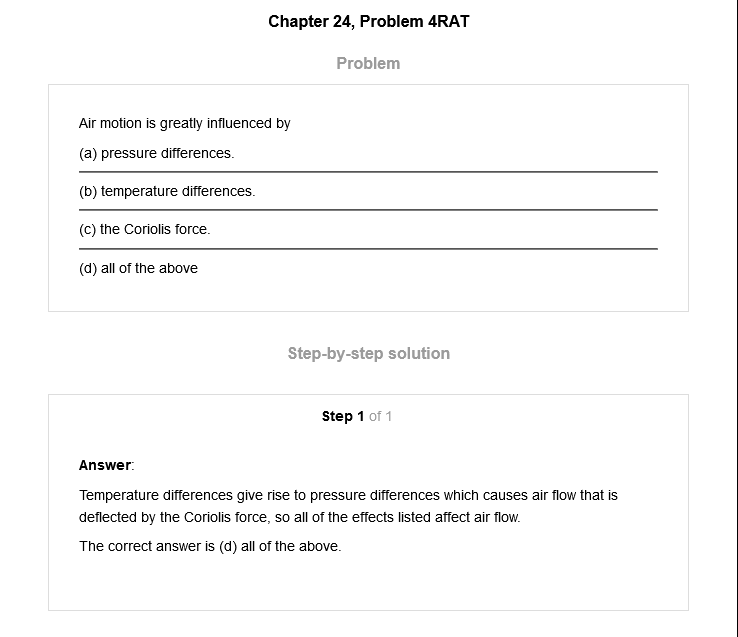 Chapter 24, Problem 4RAT
Problem
Air motion is greatly influenced by
(a) pressure differences.
(b) temperature differences.
(c) the Coriolis force.
(d) all of the above
Step-by-step solution
Step 1 of 1
Answer:
Temperature differences give rise to pressure differences which causes air flow that is
deflected by the Coriolis force, so all of the effects listed affect air flow.
The correct answer is (d) all of the above.